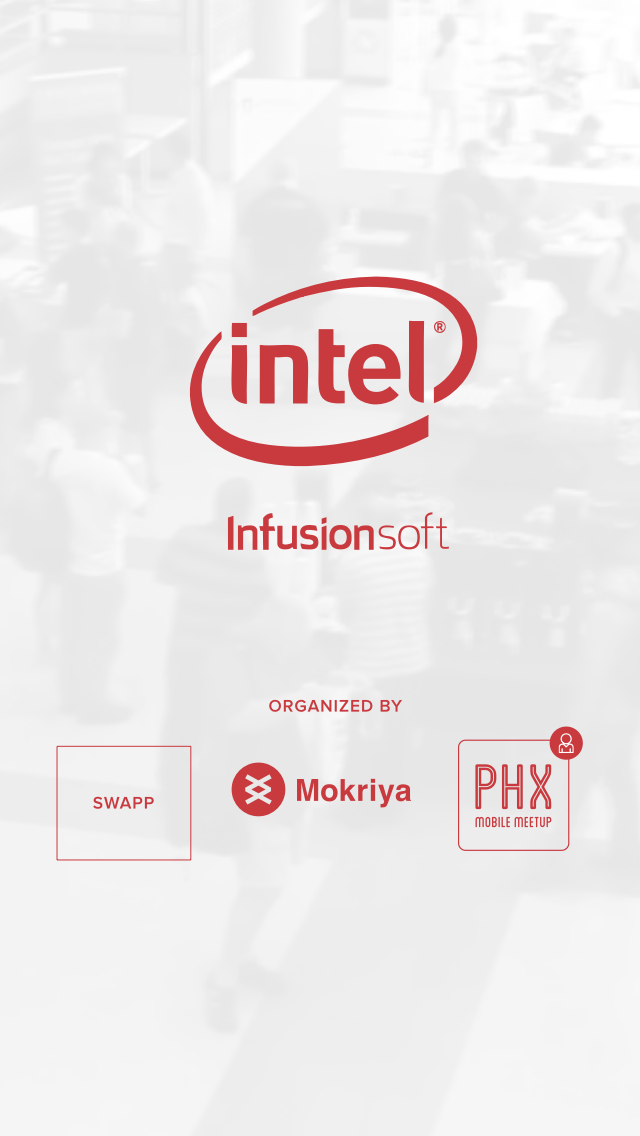 intel®
Infusionsoft
ORGANIZED BY
SWAPP
Mokriya
PHX
MOBILE MEETUP